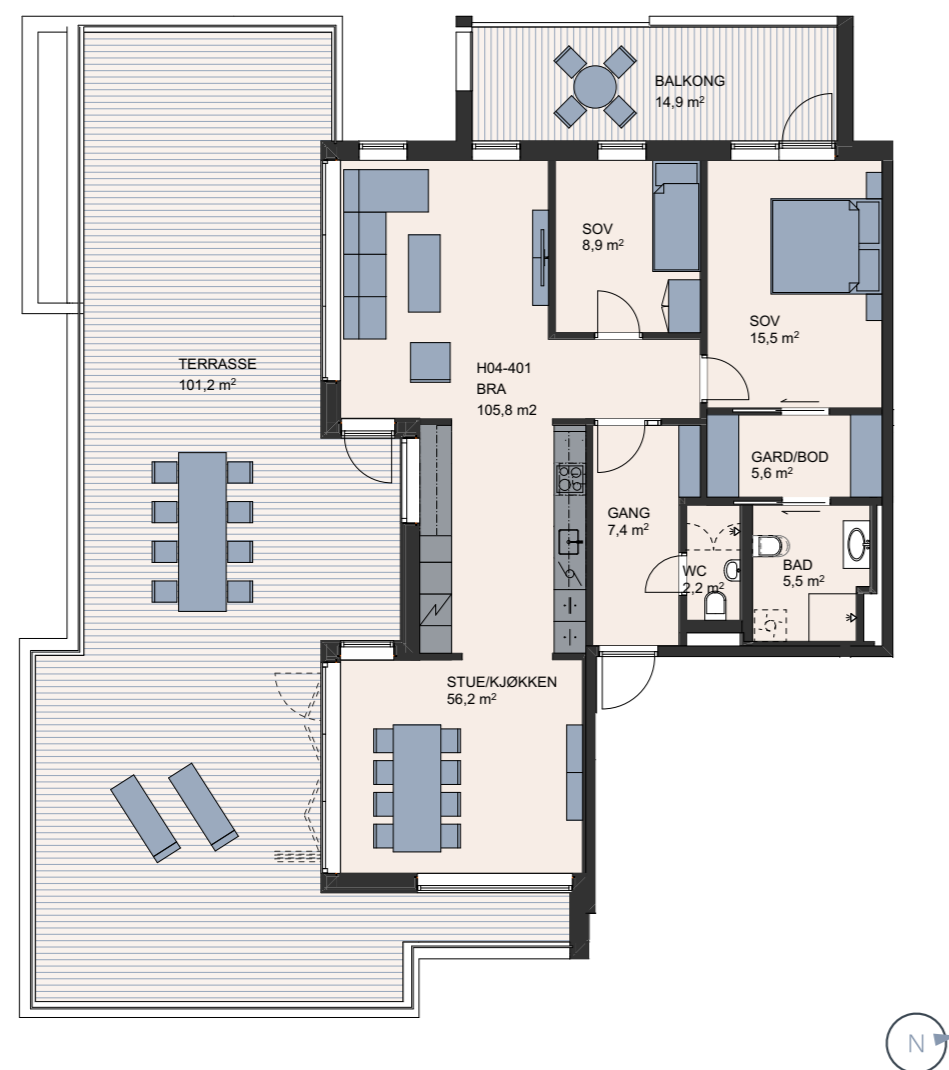 BALKONG
14,9 m²
SOV
8,9 m²
SOV
15,5 m²
TERRASSE
101,2 m²
H04-401
BRA
105,8 m2
GARD/BOD
5,6 m²
GANG
7,4 m²
WC
2,2 m²
BAD
5,5 m²
STUE/KJØKKEN
56,2 m²
N